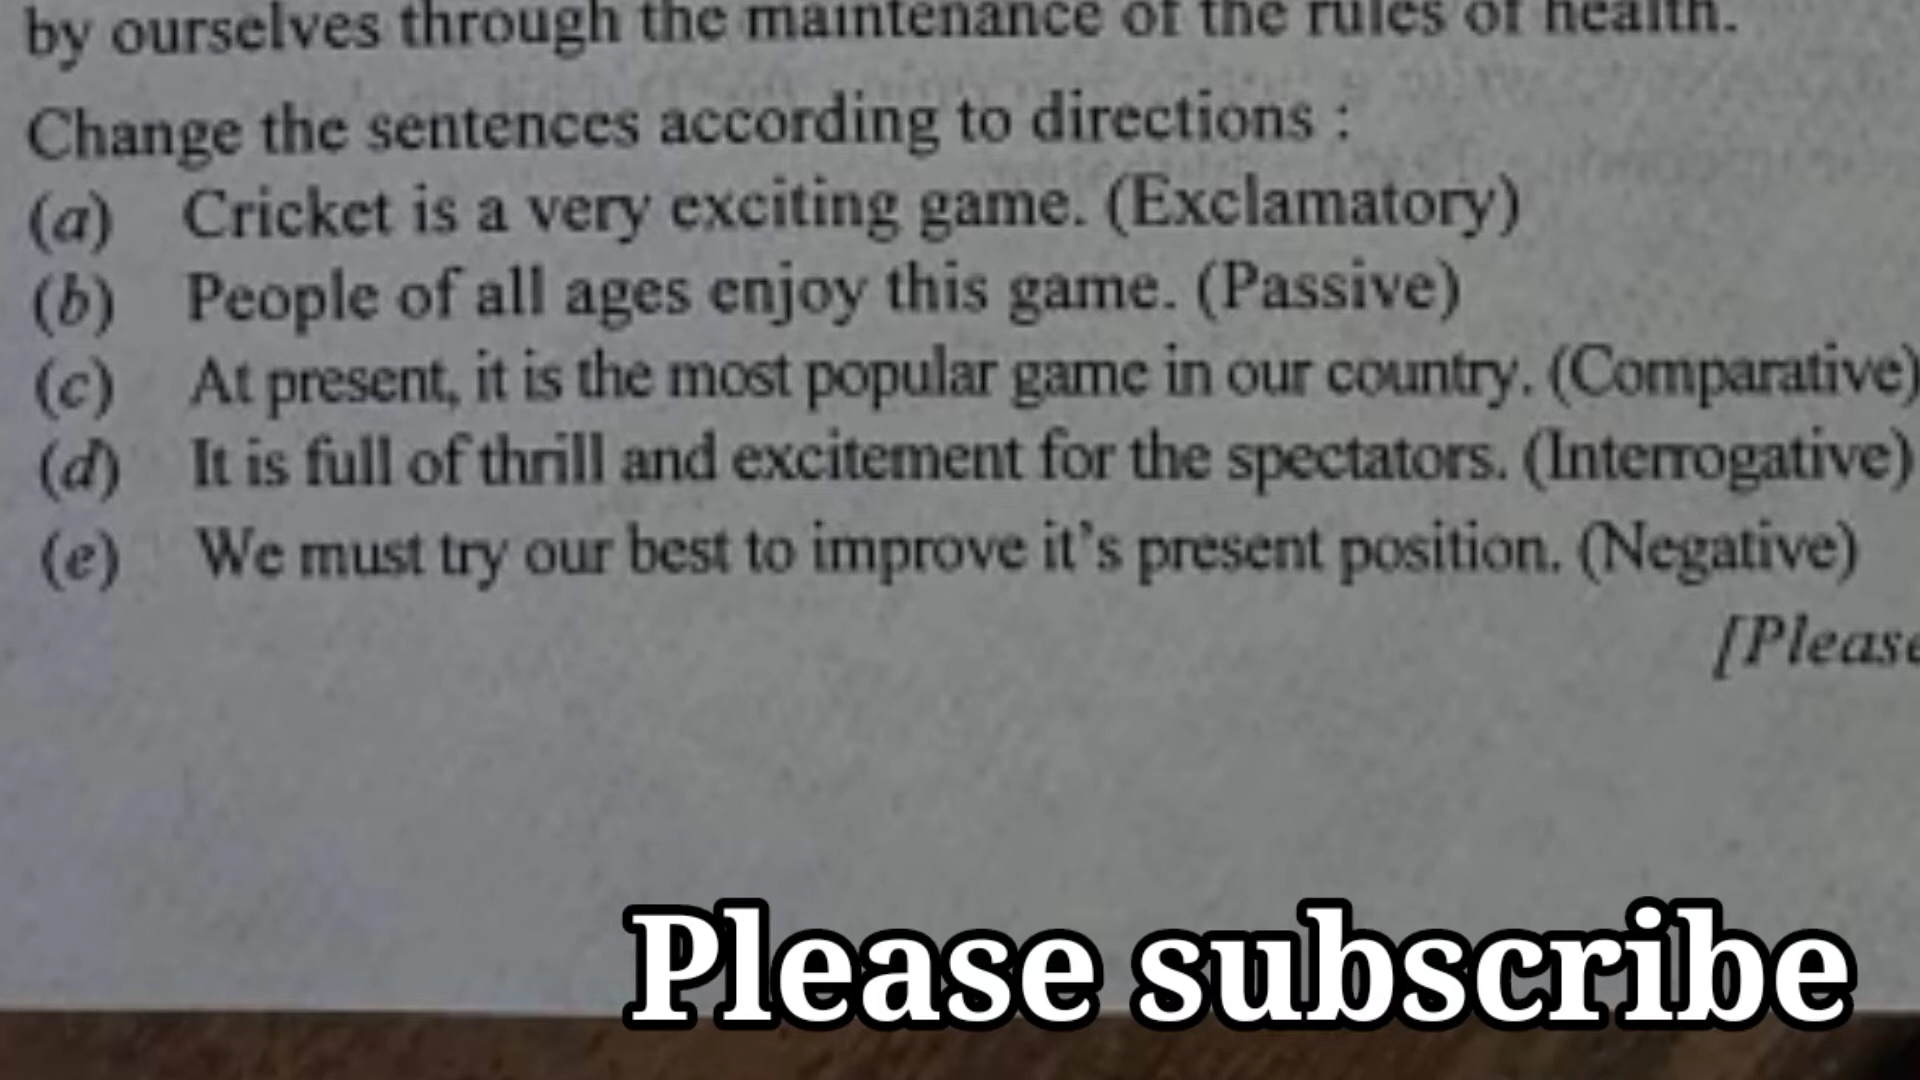 by ourselves through the maintenance of the rules of health.
Change the sentences according to directions :
(a) Cricket is a very exciting game. (Exclamatory)
(b) People of all ages enjoy this game. (Passive)
(c) At present, it is the most popular game in our country. (Comparative)
(d) It is full of thrill and excitement for the spectators. (Interrogative)
(e) We must try our best to improve it's present position. (Negative)
[Please
Please subscribe